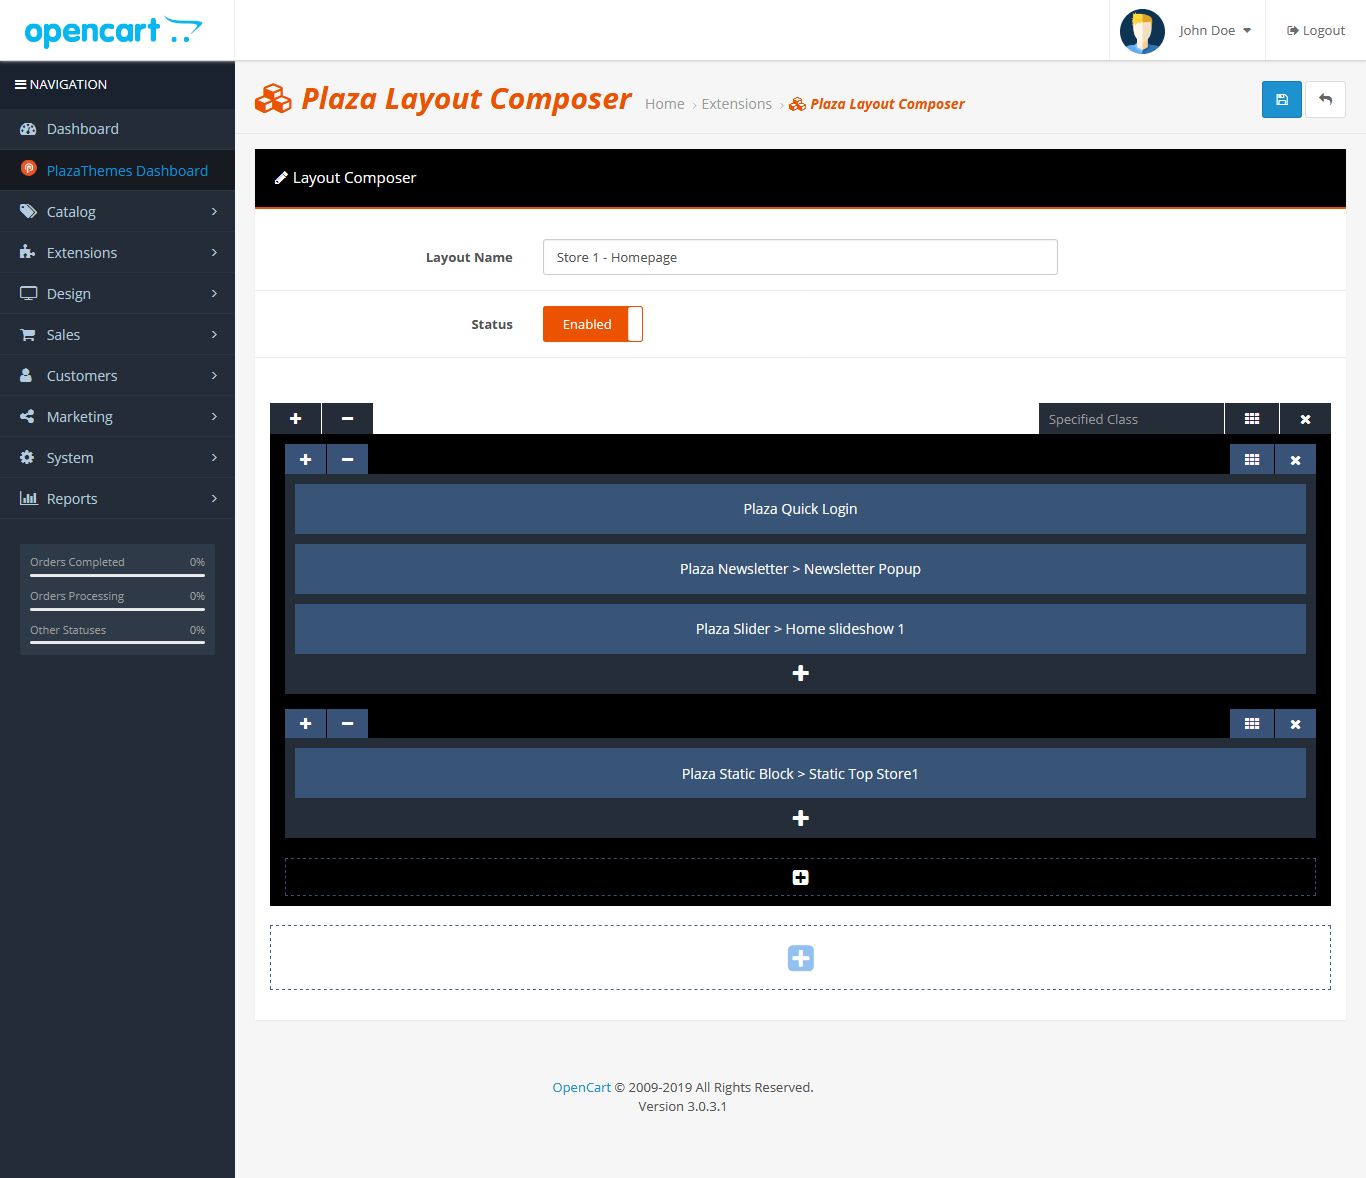 opencart
John Doe
Logout
NAVIGATION
Dashboard
PlazaThemes Dashboard
Catalog
Extensions
Design
Sales
Customers
Marketing
System
Reports
Orders Completed 0%
Orders Processing 0%
Other Statuses 0%
Plaza Layout Composer
Home › Extensions › Plaza Layout Composer
Layout Composer
Layout Name Store 1 - Homepage
Status Enabled
Specified Class
Plaza Quick Login
Plaza Newsletter > Newsletter Popup
Plaza Slider > Home slideshow 1
Plaza Static Block > Static Top Store1
OpenCart © 2009-2019 All Rights Reserved.
Version 3.0.3.1